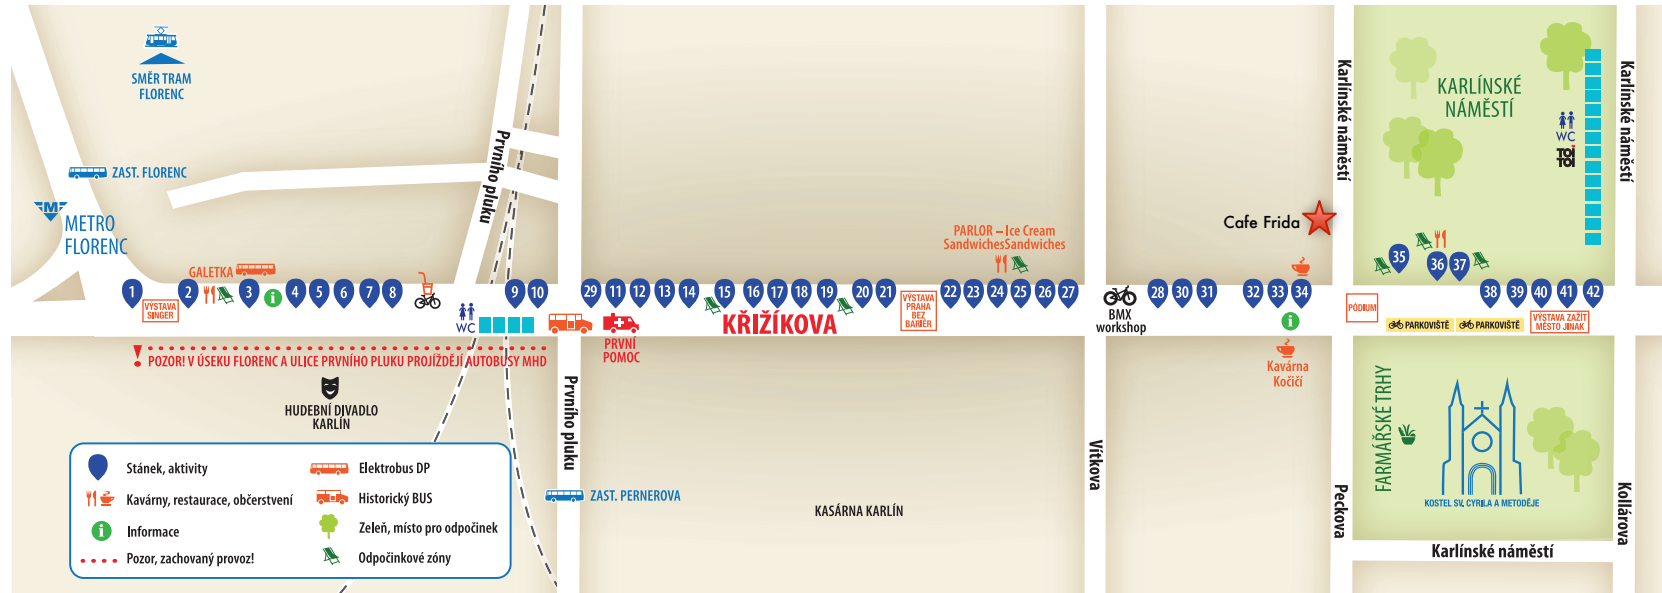 SMĚR TRAM
FLORENC
ZAST. FLORENC
METRO
FLORENC
Prvního pluku
Karlínské náměstí
KARLÍNSKÉ
NÁMĚSTÍ
WC
TOI
TOI
Karlínské náměstí
Cafe Frida
PARLOR – Ice Cream
SandwichesSandwiches
GALETKA
1
VÝSTAVA
SINGER
2
3
i
4
5
6
7
8
WC
9
10
29
11
12
13
14
15
16
17
18
19
20
21
VÝSTAVA
PRAHA
BEZ
BARIÉR
22
23
24
25
26
27
BMX
workshop
28
30
31
32
33
34
i
35
36
37
PÓDIUM
38
39
40
41
42
PARKOVIŠTĚ
PARKOVIŠTĚ
VÝSTAVA ZAŽÍT
MĚSTO JINAK
KŘIŽÍKOVA
PRVNÍ
POMOC
! POZOR! V ÚSEKU FLORENC A ULICE PRVNÍHO PLUKU PROJÍŽDĚJÍ AUTOBUSY MHD
HUDEBNÍ DIVADLO
KARLÍN
Kavárna
Kočičí
Prvního pluku
ZAST. PERNEROVA
KASÁRNA KARLÍN
Vítkova
Peckova
FARMÁŘSKÉ TRHY
KOSTEL SV. CYRILA A METODĚJE
Kollárova
Karlínské náměstí
Stánek, aktivity
Kavárny, restaurace, občerstvení
i Informace
Pozor, zachovaný provoz!
Elektrobus DP
Historický BUS
Zeleň, místo pro odpočinek
Odpočinkové zóny